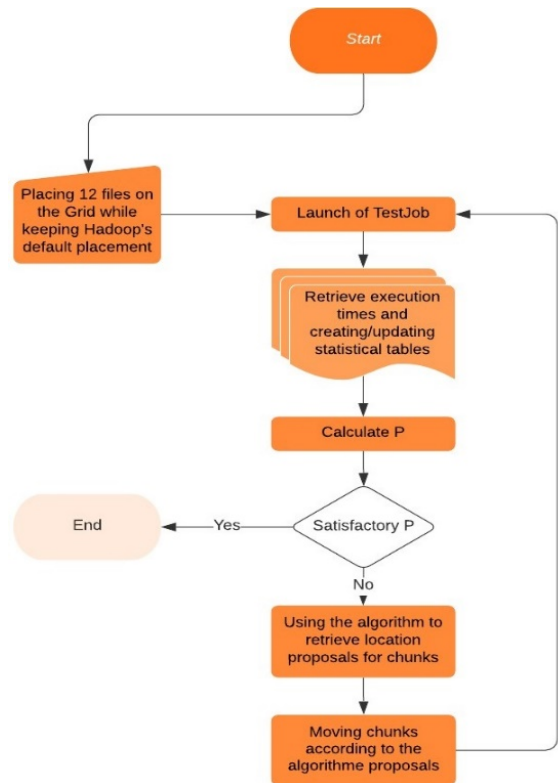 Start
Placing 12 files on
the Grid while
keeping Hadoop's
default placement
Launch of TestJob
Retrieve execution
times and
creating/updating
statistical tables
Calculate P
Satisfactory P
Yes
End
No
Using the algorithm to
retrieve location
proposals for chunks
Moving chunks
according to the
algorithme proposals